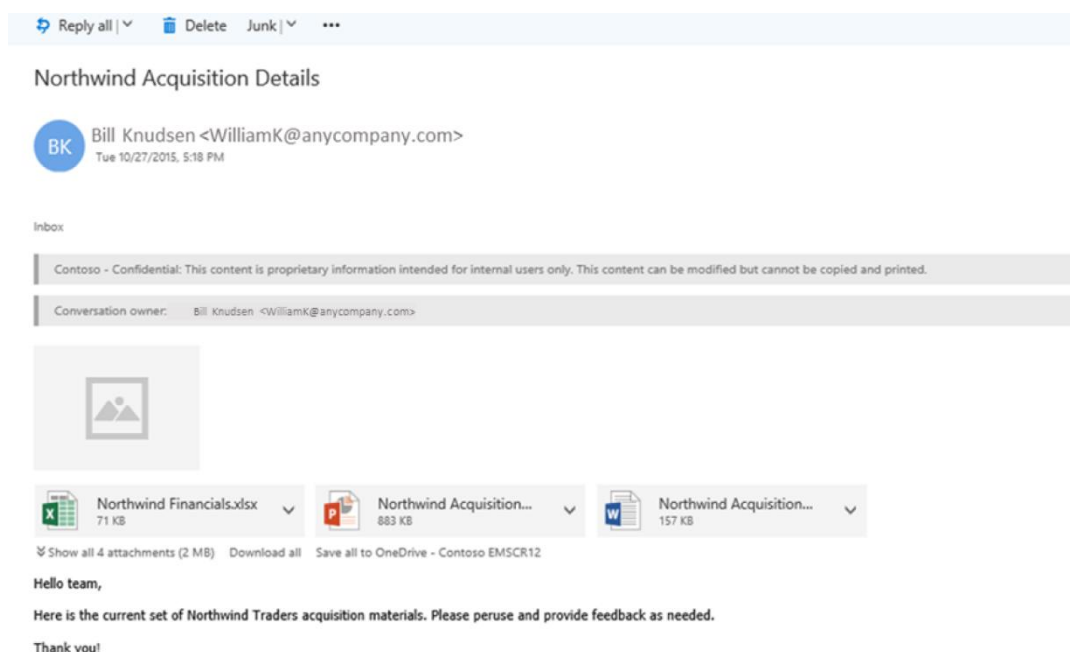 Reply all | Delete Junk | ...
Northwind Acquisition Details
BK
Bill Knudsen <WilliamK@anycompany.com>
Tue 10/27/2015, 5:18 PM
Inbox
Contoso - Confidential: This content is proprietary information intended for internal users only. This content can be modified but cannot be copied and printed.
Conversation owner: Bill Knudsen <WilliamK@anycompany.com>
Northwind Financials.xlsx Northwind Acquisition... Northwind Acquisition...
71 KB 883 KB 157 KB
Show all 4 attachments (2 MB) Download all Save all to OneDrive - Contoso EMSCR12
Hello team,
Here is the current set of Northwind Traders acquisition materials. Please peruse and provide feedback as needed.
Thank you!